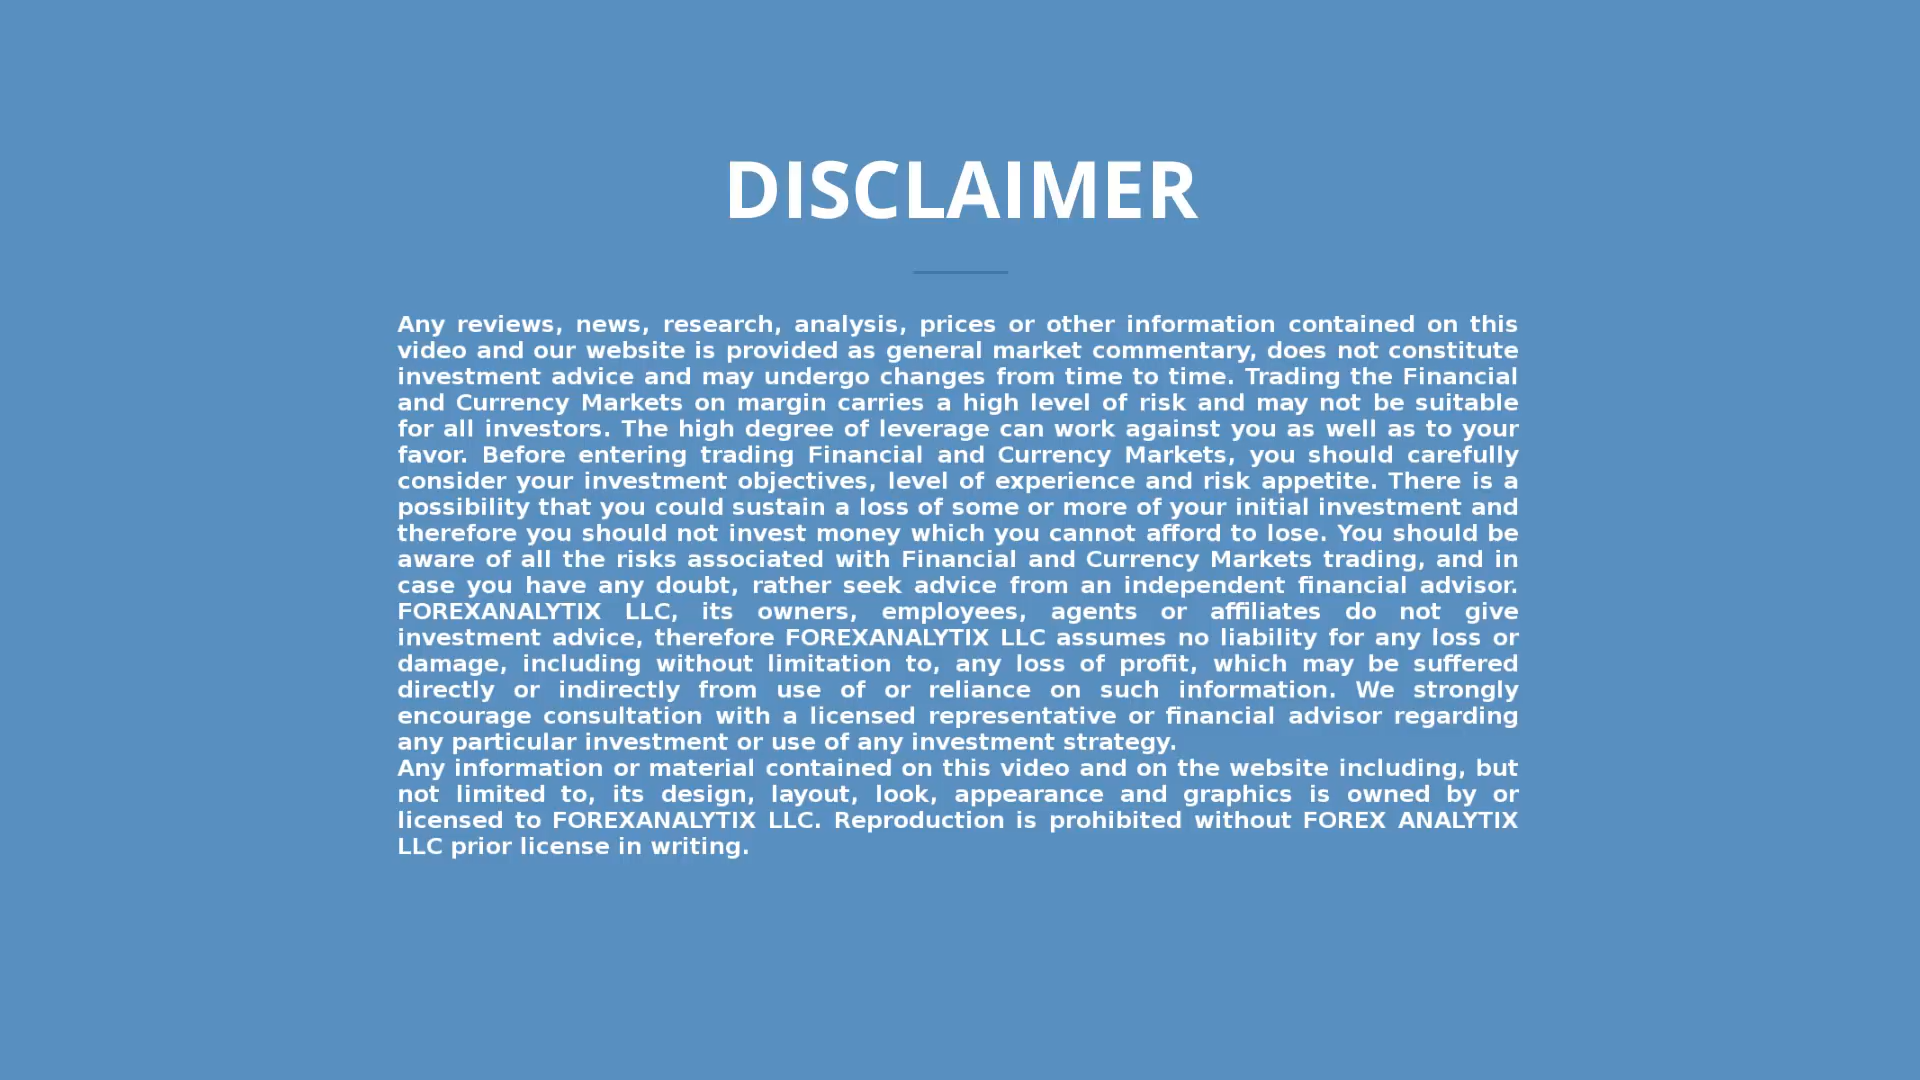 DISCLAIMER
Any reviews, news, research, analysis, prices or other information contained on this
video and our website is provided as general market commentary, does not constitute
investment advice and may undergo changes from time to time. Trading the Financial
and Currency Markets on margin carries a high level of risk and may not be suitable
for all investors. The high degree of leverage can work against you as well as to your
favor. Before entering trading Financial and Currency Markets, you should carefully
consider your investment objectives, level of experience and risk appetite. There is a
possibility that you could sustain a loss of some or more of your initial investment and
therefore you should not invest money which you cannot afford to lose. You should be
aware of all the risks associated with Financial and Currency Markets trading, and in
case you have any doubt, rather seek advice from an independent financial advisor.
FOREXANALYTIX LLC, its owners, employees, agents or affiliates do not give
investment advice, therefore FOREXANALYTIX LLC assumes no liability for any loss or
damage, including without limitation to, any loss of profit, which may be suffered
directly or indirectly from use of or reliance on such information. We strongly
encourage consultation with a licensed representative or financial advisor regarding
any particular investment or use of any investment strategy.
Any information or material contained on this video and on the website including, but
not limited to, its design, layout, look, appearance and graphics is owned by or
licensed to FOREXANALYTIX LLC. Reproduction is prohibited without FOREX ANALYTIX
LLC prior license in writing.